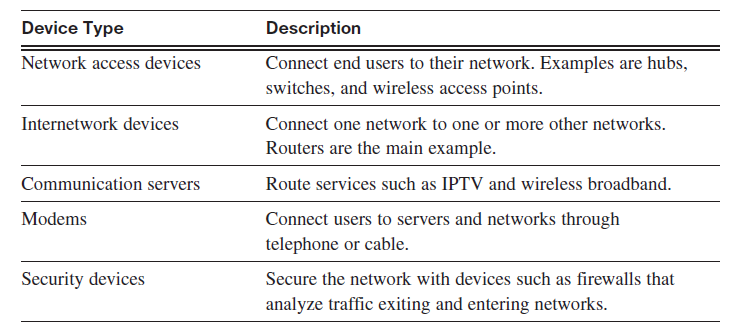 Device Type Description
Network access devices Connect end users to their network. Examples are hubs,
switches, and wireless access points.
Internetwork devices Connect one network to one or more other networks.
Routers are the main example.
Communication servers Route services such as IPTV and wireless broadband.
Modems Connect users to servers and networks through
telephone or cable.
Security devices Secure the network with devices such as firewalls that
analyze traffic exiting and entering networks.